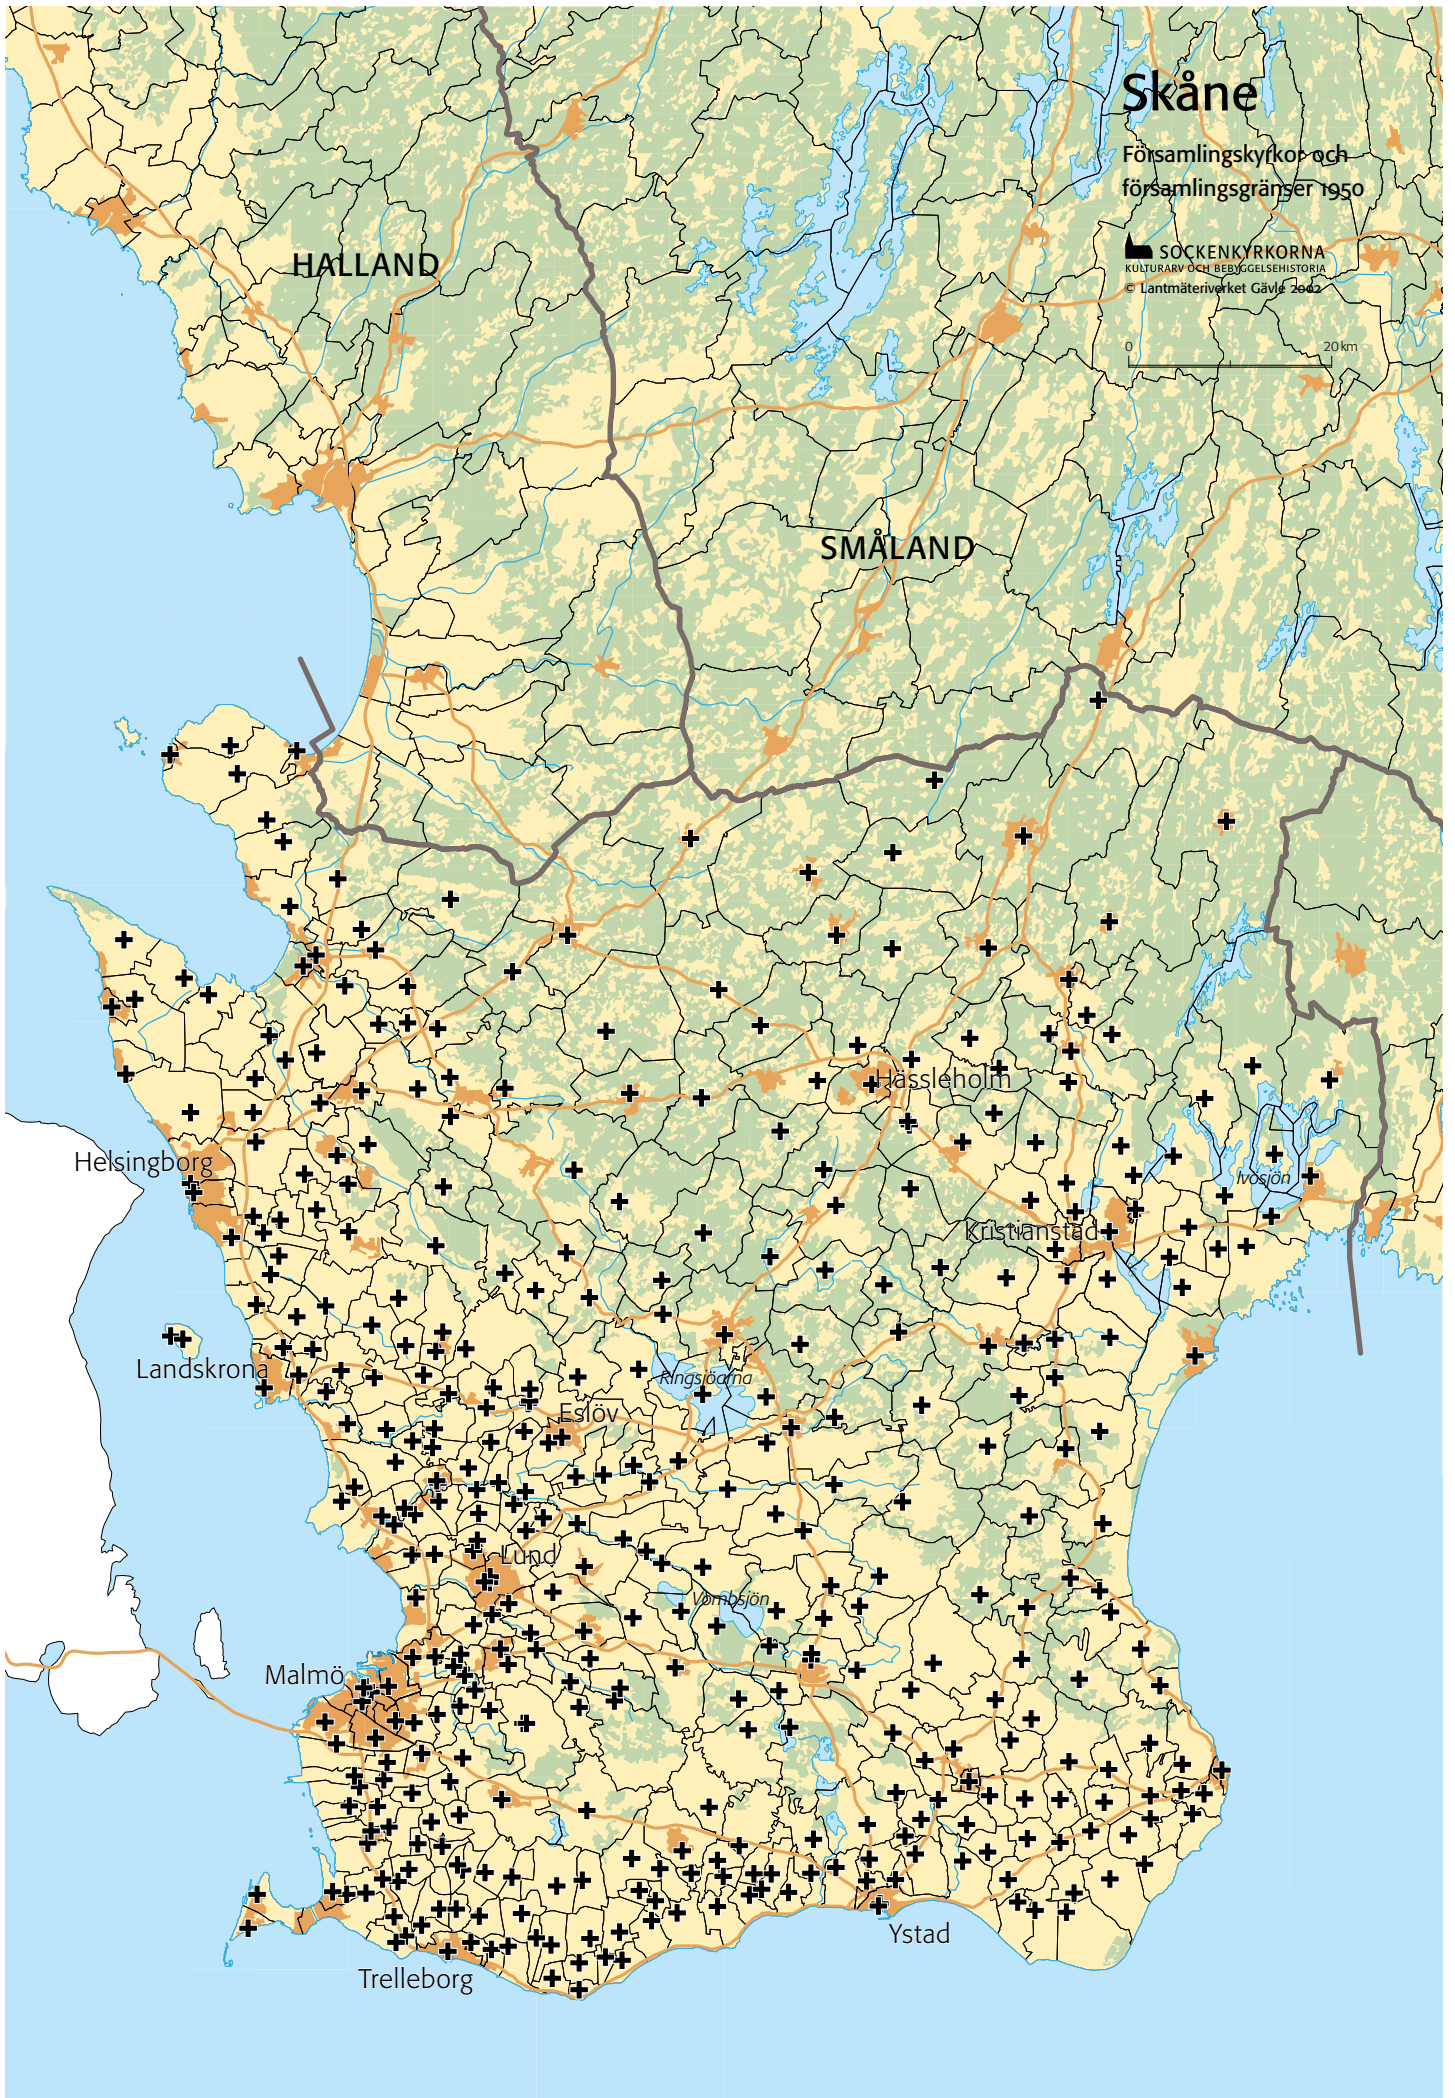 Skåne
Församlingskyrkor och
församlingsgränser 1950
SOCKENKYRKORNA
KULTURARV OCH BEBYGGELSEHISTORIA
© Lantmäteriverket Gävle 2002
0 20 km
HALLAND
SMÅLAND
Hässleholm
Helsingborg
Ivösjön
Kristianstad
Landskrona
Ringsjöarna
Eslöv
Lund
Vombsjön
Malmö
Ystad
Trelleborg